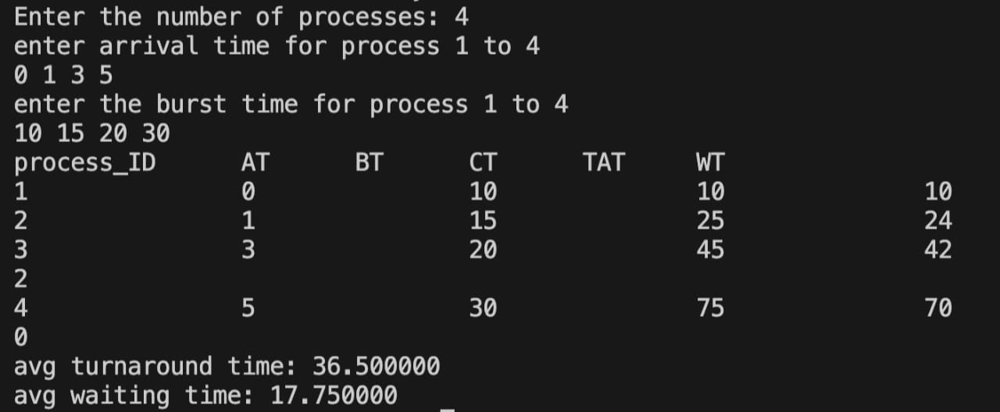 Enter the number of processes: 4
enter arrival time for process 1 to 4
0 1 3 5
enter the burst time for process 1 to 4
10 15 20 30
process_ID AT BT CT TAT WT
1 0 10 10 10
2 1 15 25 24
3 3 20 45 42
2
4 5 30 75 70
0
avg turnaround time: 36.500000
avg waiting time: 17.750000